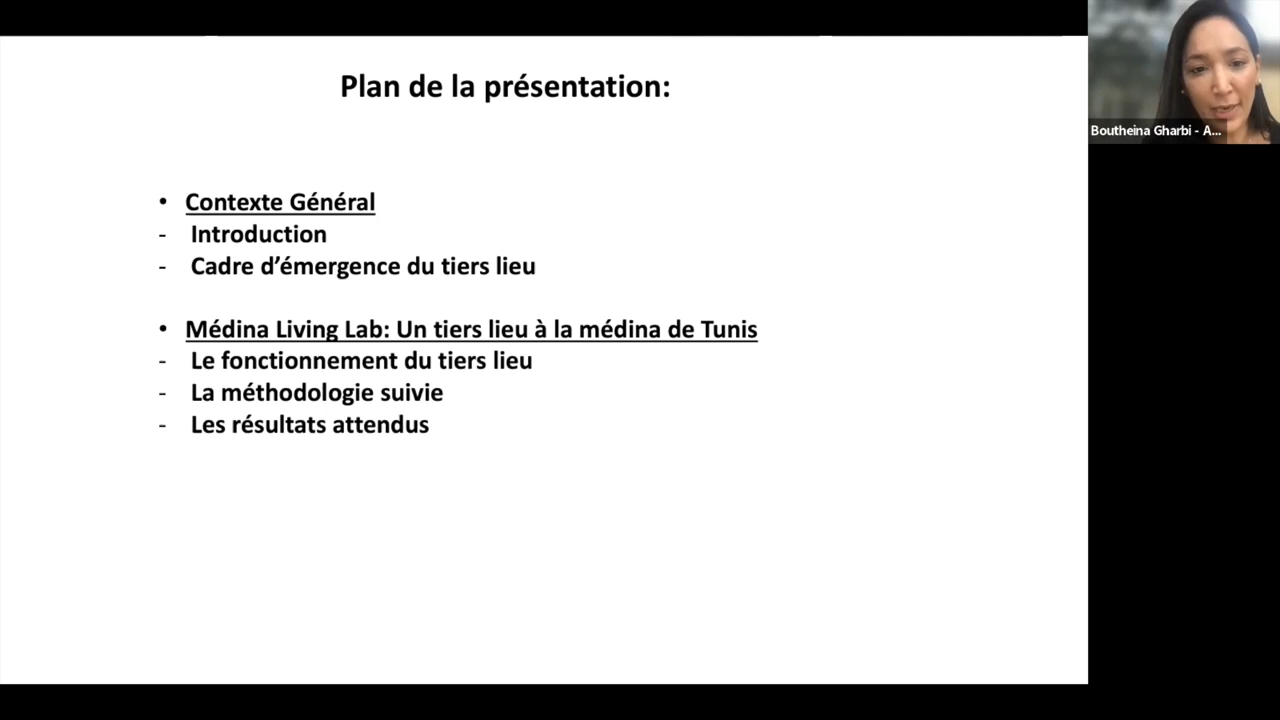 Plan de la présentation:
• Contexte Général
- Introduction
- Cadre d’émergence du tiers lieu
• Médina Living Lab: Un tiers lieu à la médina de Tunis
- Le fonctionnement du tiers lieu
- La méthodologie suivie
- Les résultats attendus
Boutheina Gharbi - A...